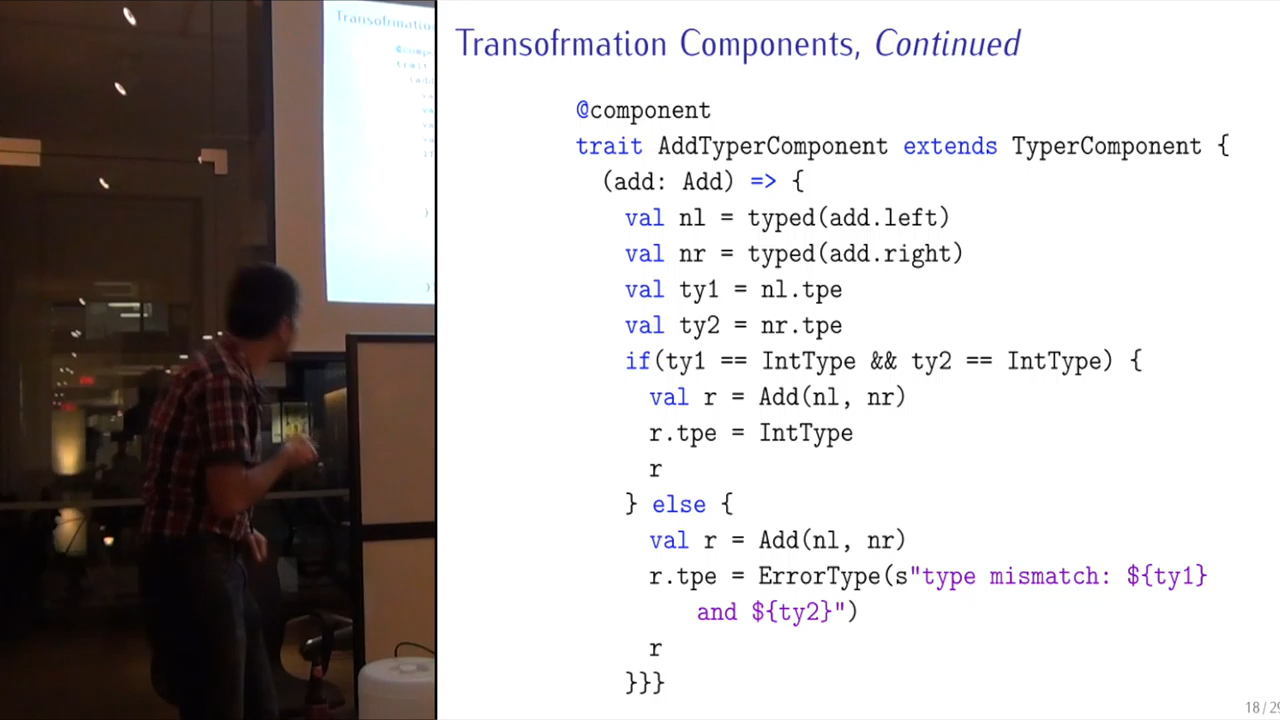 Transofrmation Components, Continued
@component
trait AddTyperComponent extends TyperComponent {
(add: Add) => {
val nl = typed(add.left)
val nr = typed(add.right)
val ty1 = nl.tpe
val ty2 = nr.tpe
if(ty1 == IntType && ty2 == IntType) {
val r = Add(nl, nr)
r.tpe = IntType
r
} else {
val r = Add(nl, nr)
r.tpe = ErrorType(s"type mismatch: ${ty1}
and ${ty2}")
r
}}}
18/29